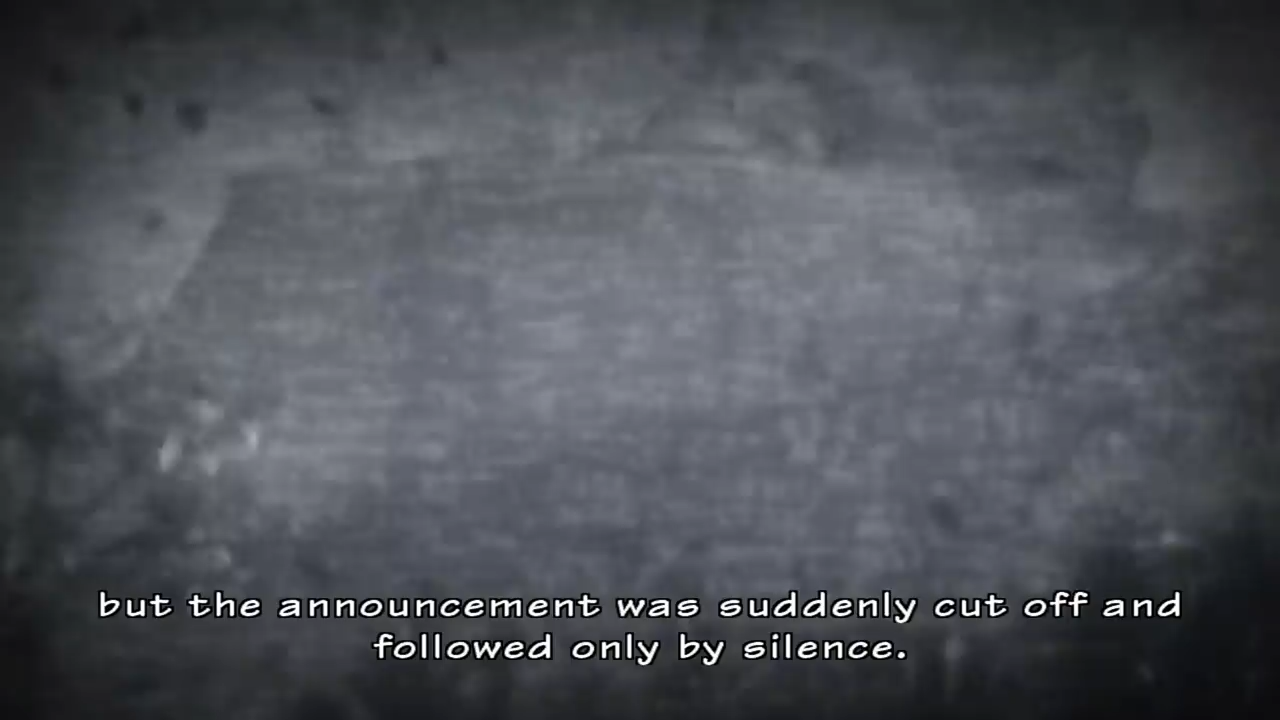 but the announcement was suddenly cut off and
followed only by silence.